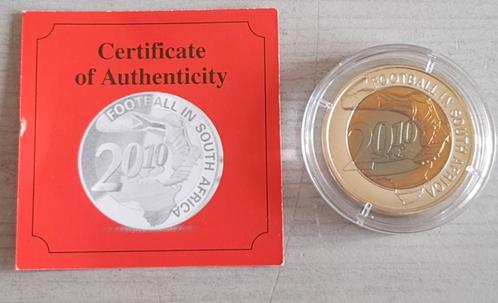 Certificate
of Authenticity
FOOTBALL IN SOUTH AFRICA
2010
FOOTBALL IN SOUTH AFRICA
2010